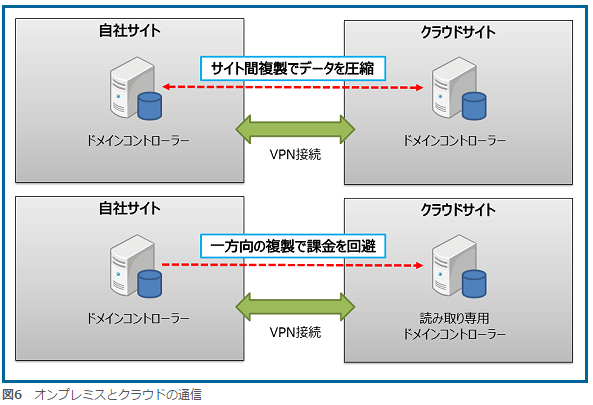 自社サイト
クラウドサイト
サイト間複製でデータを圧縮
ドメインコントローラー
ドメインコントローラー
VPN接続
自社サイト
クラウドサイト
一方向の複製で課金を回避
ドメインコントローラー
読み取り専用
ドメインコントローラー
VPN接続
図6 オンプレミスとクラウドの通信